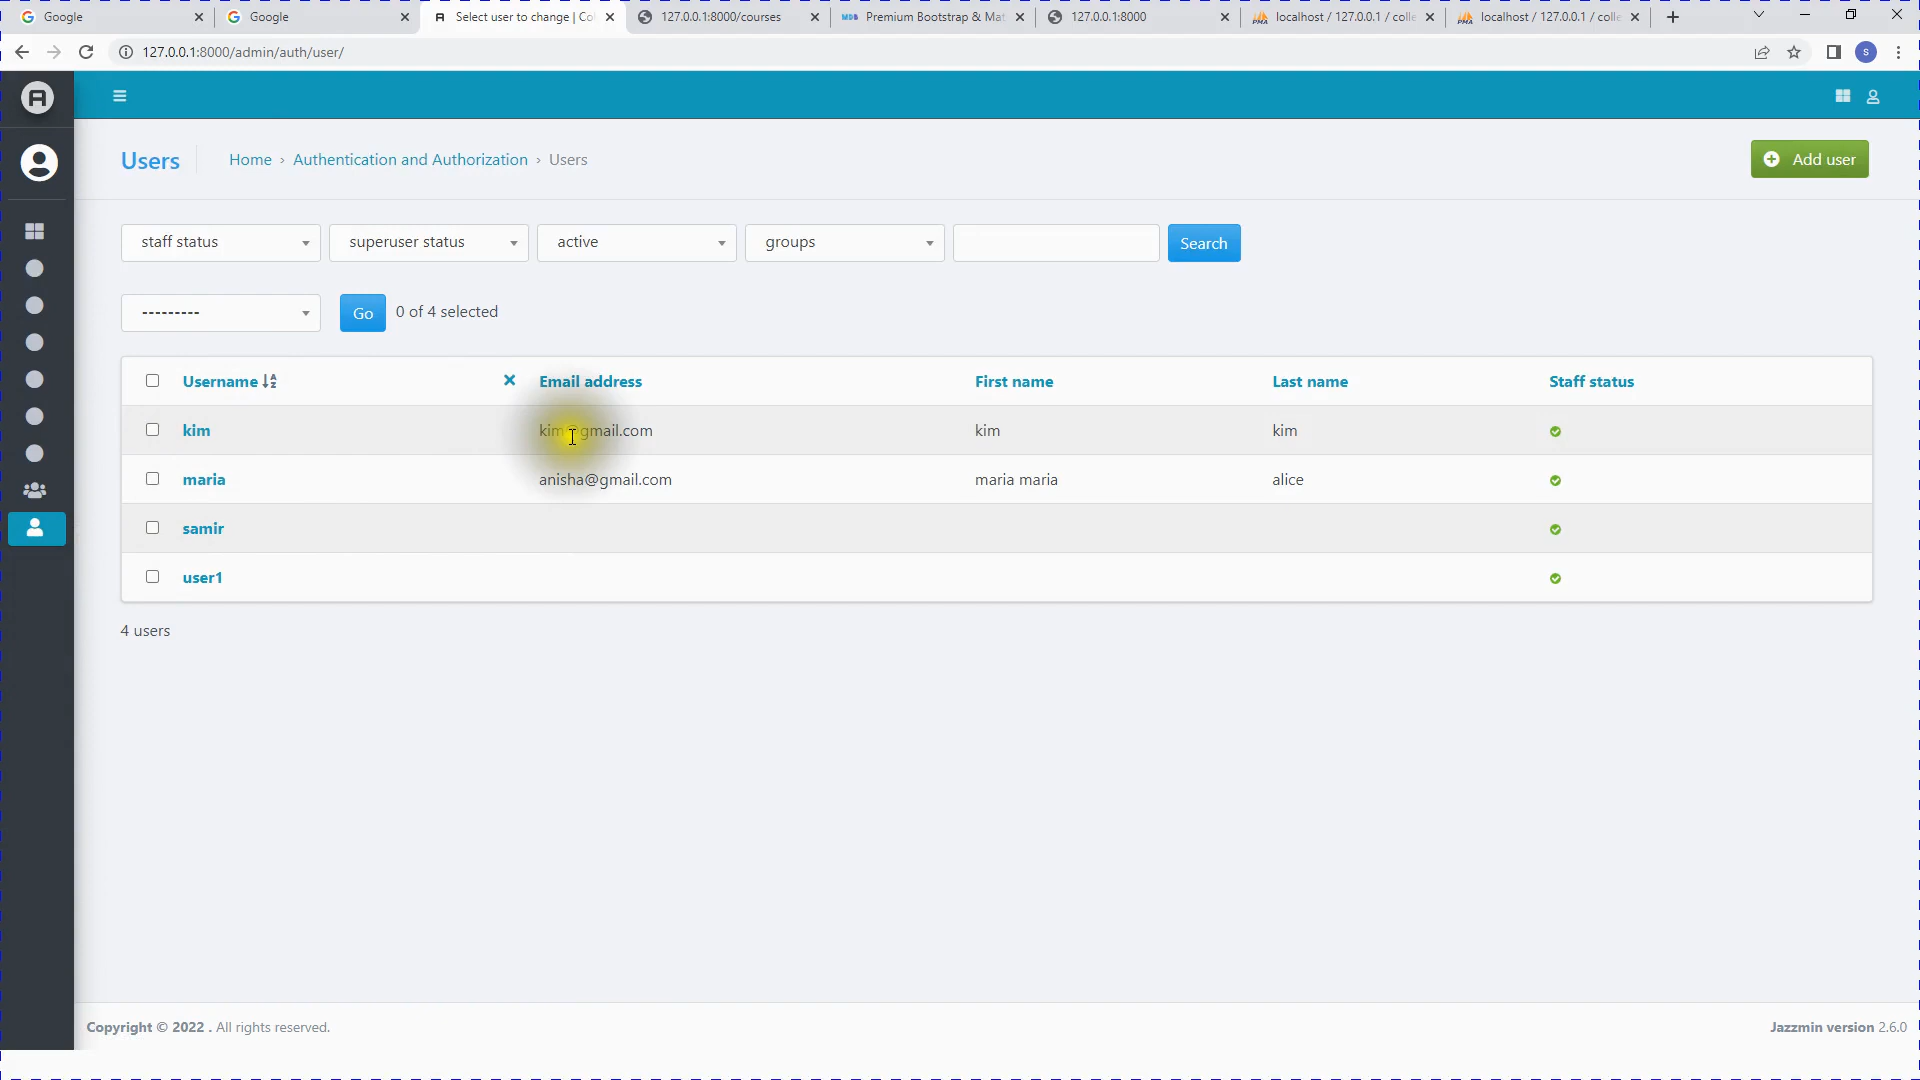 Google
Google
Select user to change | Co
127.0.0.1:8000/courses
Premium Bootstrap & Mat
127.0.0.1:8000
localhost / 127.0.0.1 / colle
localhost / 127.0.0.1 / colle
127.0.0.1:8000/admin/auth/user/
S
Users
Home › Authentication and Authorization › Users
Add user
staff status
superuser status
active
groups
Search
---------
Go
0 of 4 selected
Username
Email address
First name
Last name
Staff status
kim
kim@gmail.com
kim
kim
maria
anisha@gmail.com
maria maria
alice
samir
user1
4 users
Copyright © 2022 . All rights reserved.
Jazzmin version 2.6.0